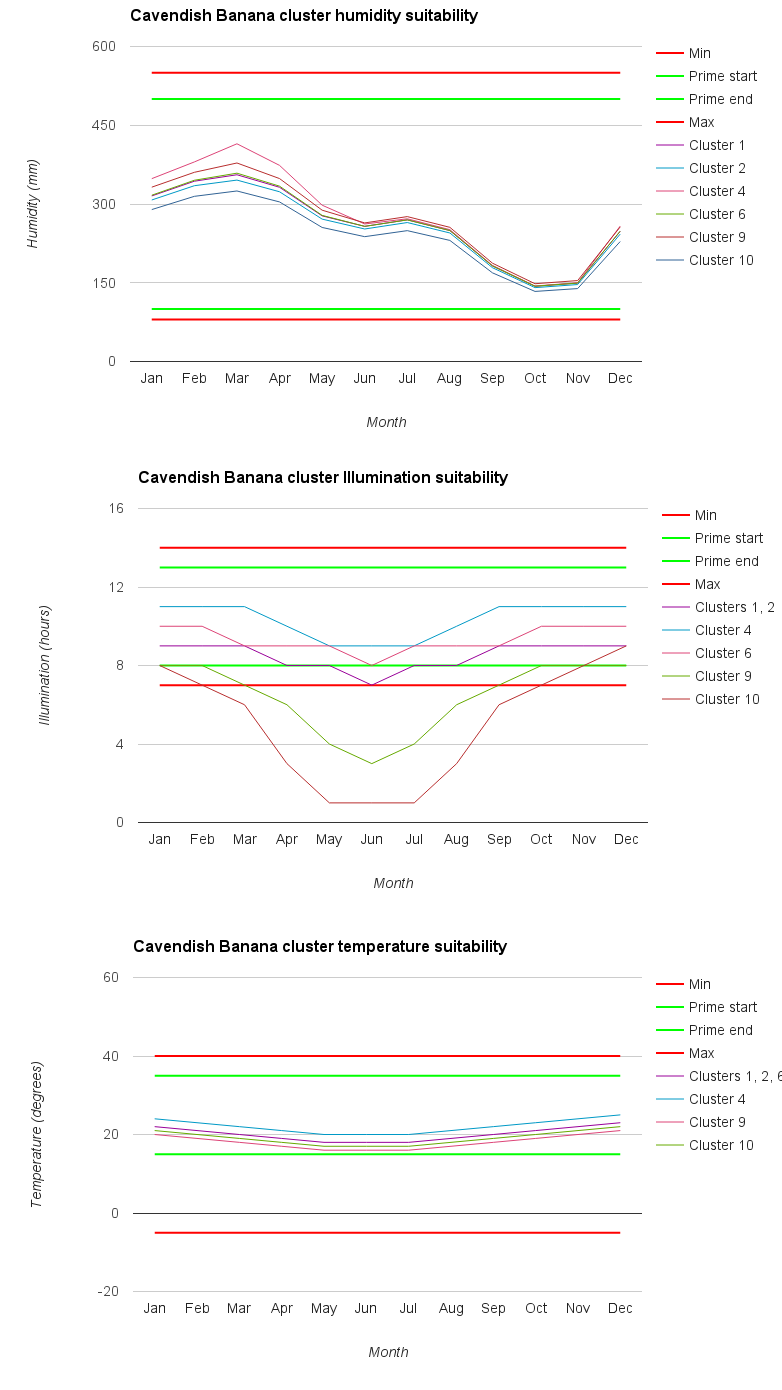 Cavendish Banana cluster humidity suitability
600
450
300
150
0
Humidity (mm)
Jan Feb Mar Apr May Jun Jul Aug Sep Oct Nov Dec
Month
Min
Prime start
Prime end
Max
Cluster 1
Cluster 2
Cluster 4
Cluster 6
Cluster 9
Cluster 10
Cavendish Banana cluster Illumination suitability
16
12
8
4
0
Illumination (hours)
Jan Feb Mar Apr May Jun Jul Aug Sep Oct Nov Dec
Month
Min
Prime start
Prime end
Max
Clusters 1, 2
Cluster 4
Cluster 6
Cluster 9
Cluster 10
Cavendish Banana cluster temperature suitability
60
40
20
0
-20
Temperature (degrees)
Jan Feb Mar Apr May Jun Jul Aug Sep Oct Nov Dec
Month
Min
Prime start
Prime end
Max
Clusters 1, 2, 6
Cluster 4
Cluster 9
Cluster 10